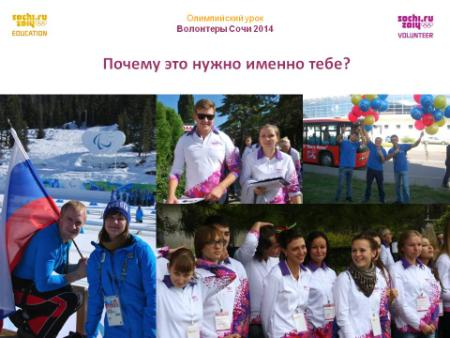 sochi.ru
2014
EDUCATION
Олимпийский урок
Волонтеры Сочи 2014
sochi.ru
2014
VOLUNTEER
Почему это нужно именно тебе?